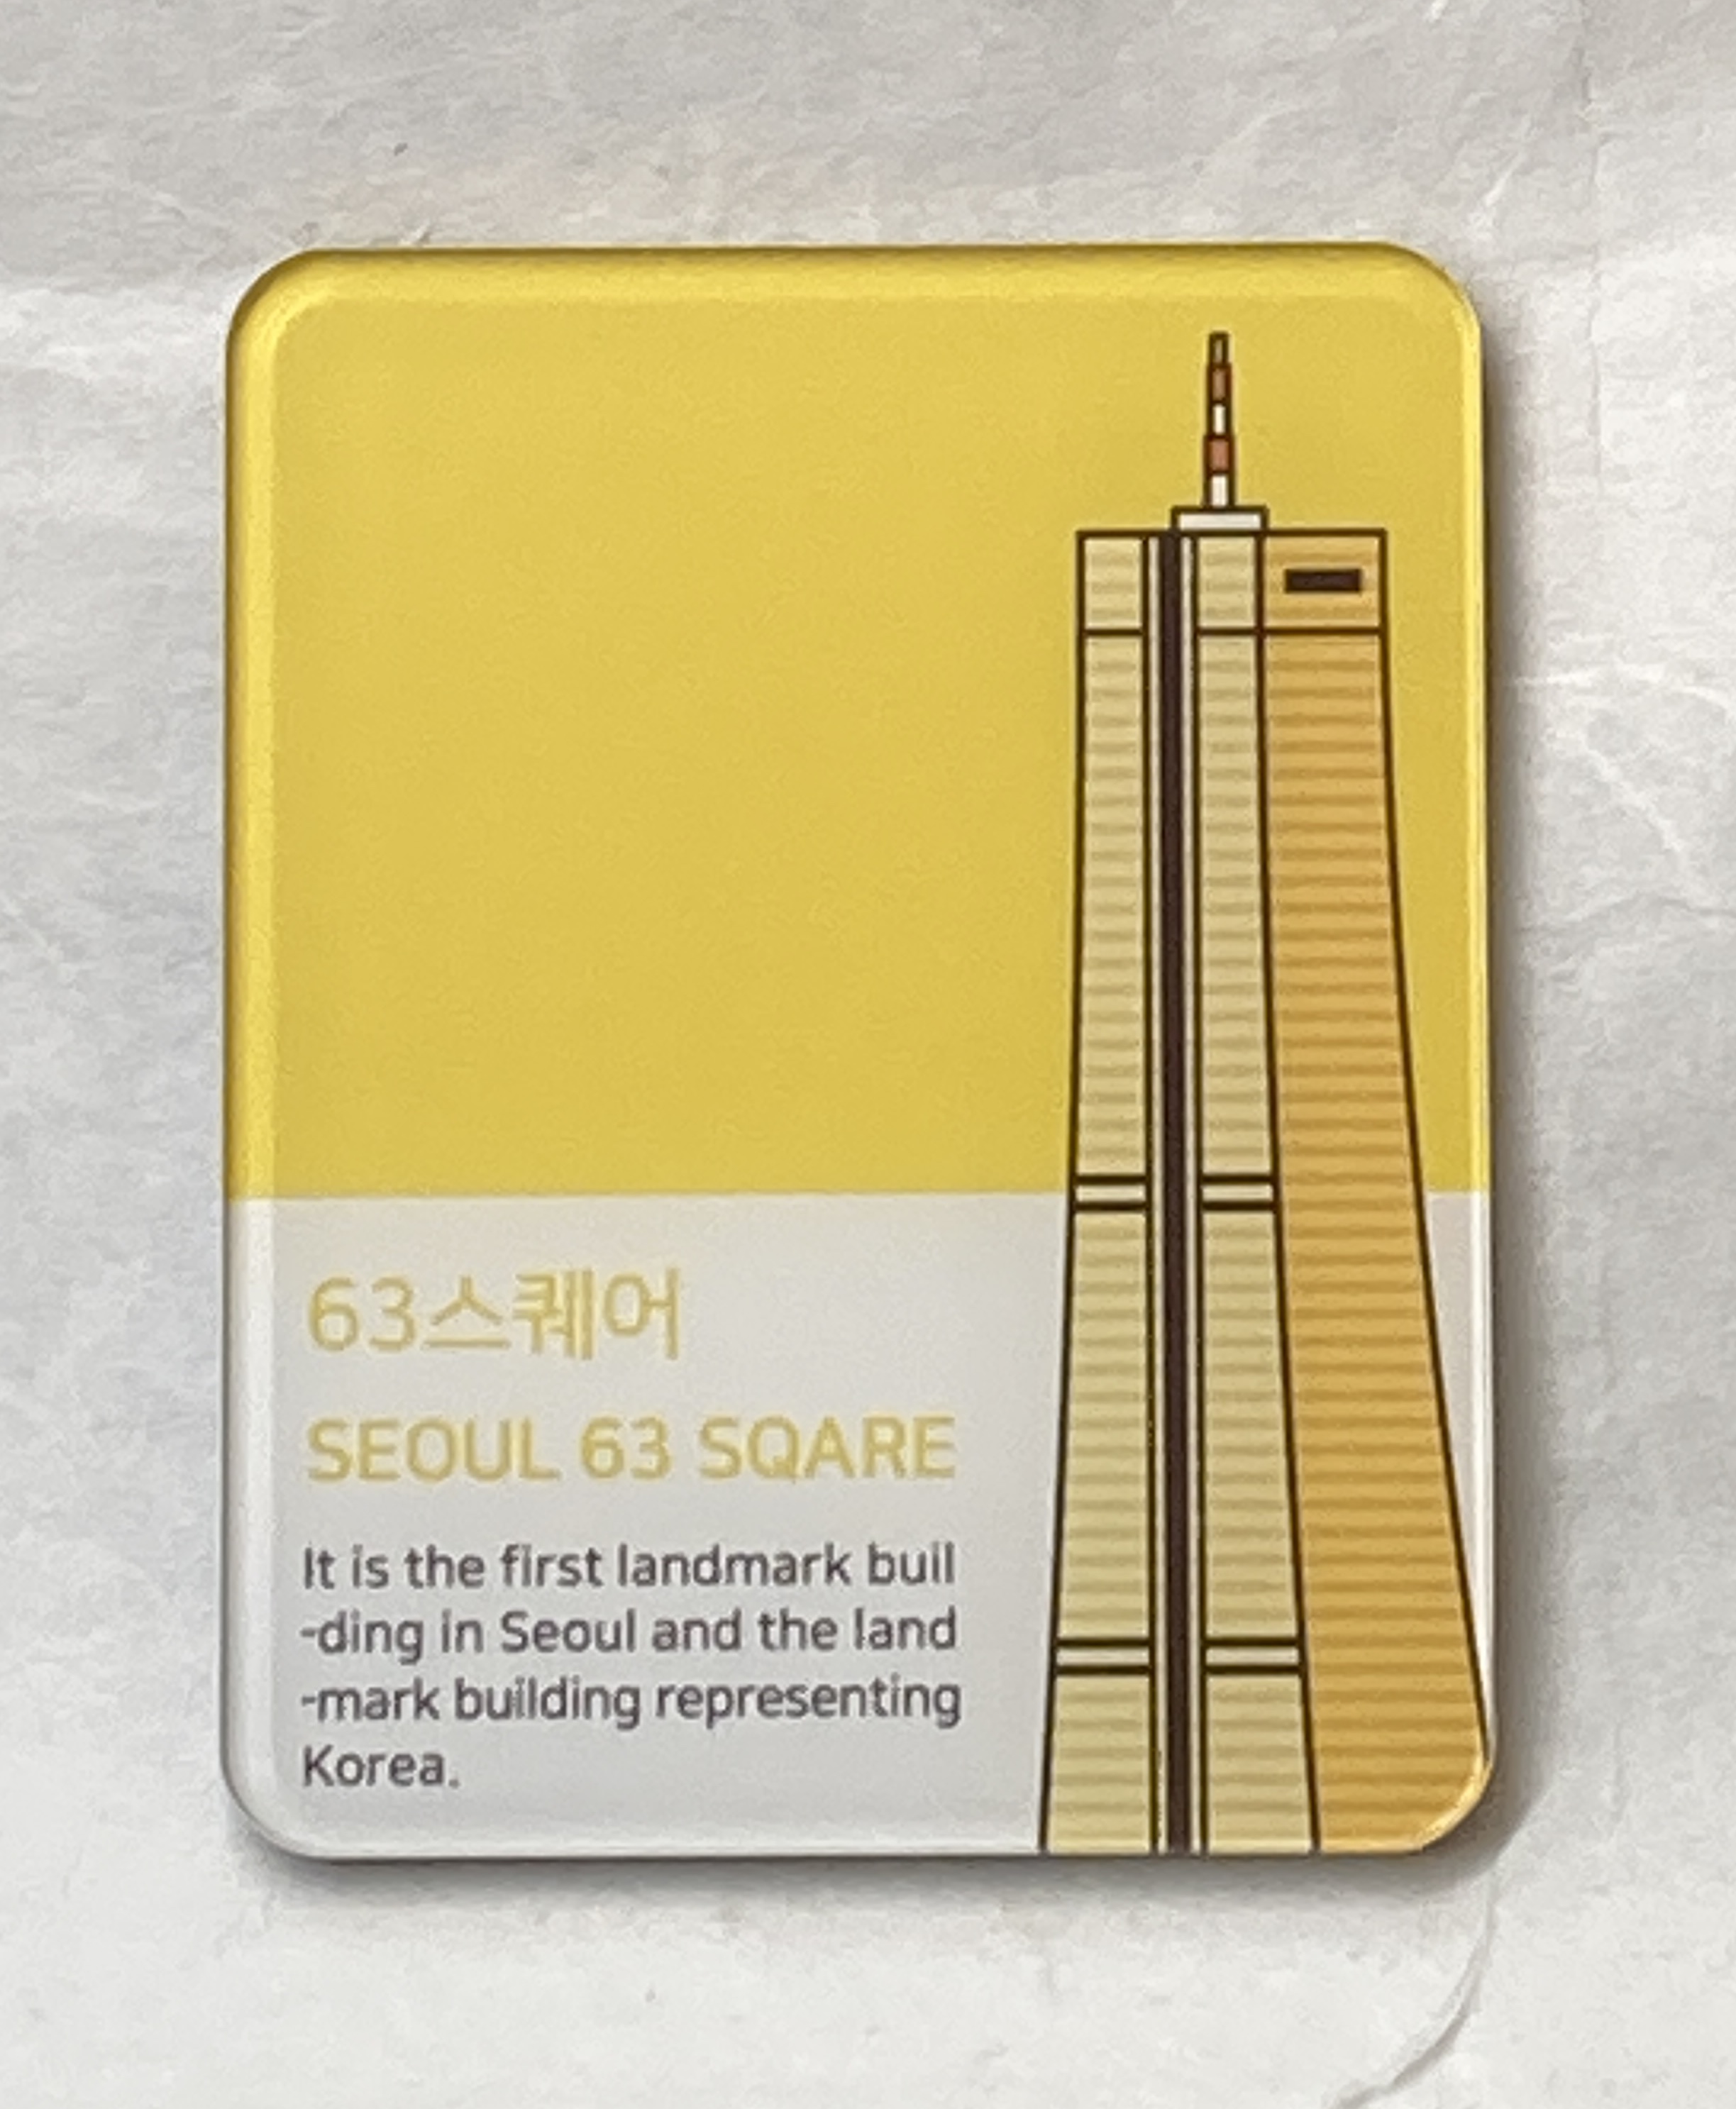 63스퀘어
SEOUL 63 SQARE
It is the first landmark buil
-ding in Seoul and the land
-mark building representing
Korea.